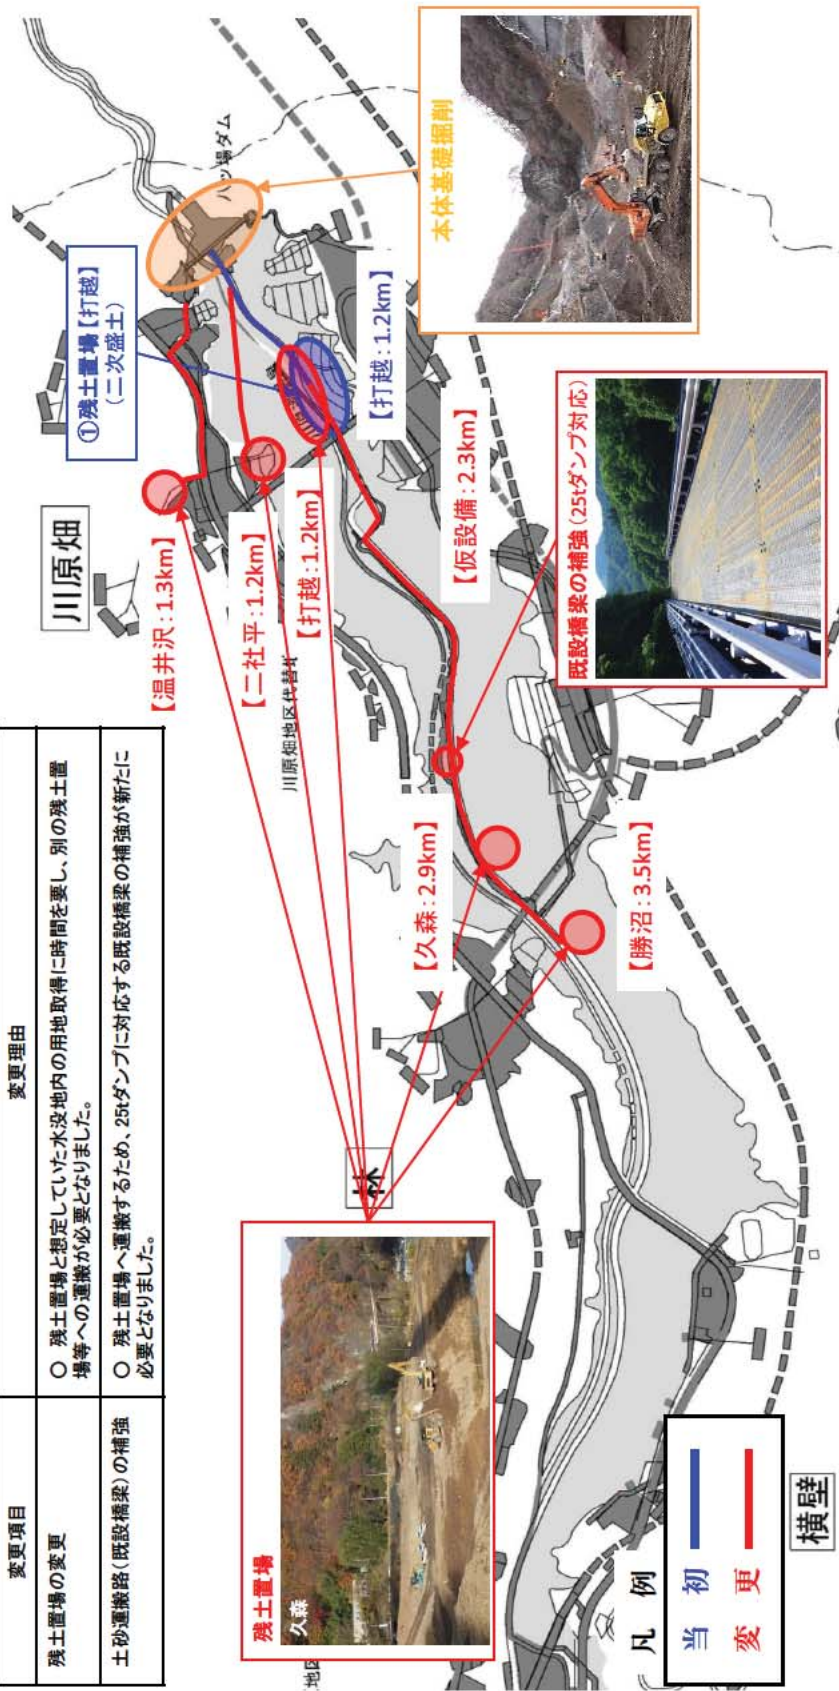 変更項目
変更理由
残土置場の変更
○ 残土置場と想定していた水没地内の用地取得に時間を要し、別の残土置
場等への運搬が必要となりました。
土砂運搬路(既設橋梁)の補強
○ 残土置場へ運搬するため、25tダンプに対応する既設橋梁の補強が新たに
必要となりました。
川原畑
①残土置場【打越】
(二次盛土)
八ッ場ダム
本体基礎掘削
【温井沢:1.3km】
【二社平:1.2km】
【打越:1.2km】
【打越:1.2km】
川原畑地区代替
【仮設備:2.3km】
既設橋梁の補強(25tダンプ対応)
【久森:2.9km】
【勝沼:3.5km】
林
残土置場
久森
地区
凡 例
当 初
変 更
横壁